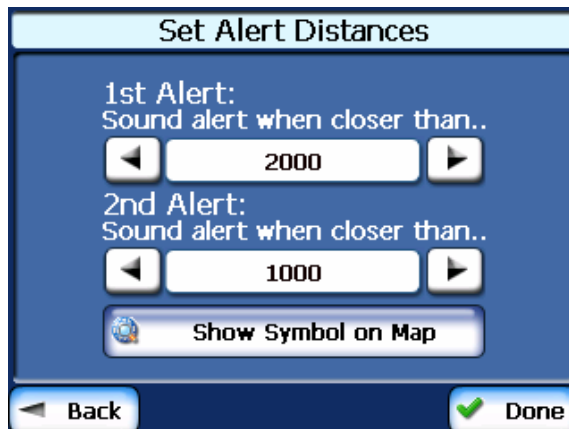 Set Alert Distances
1st Alert:
Sound alert when closer than..
2000
2nd Alert:
Sound alert when closer than..
1000
Show Symbol on Map
Back
Done